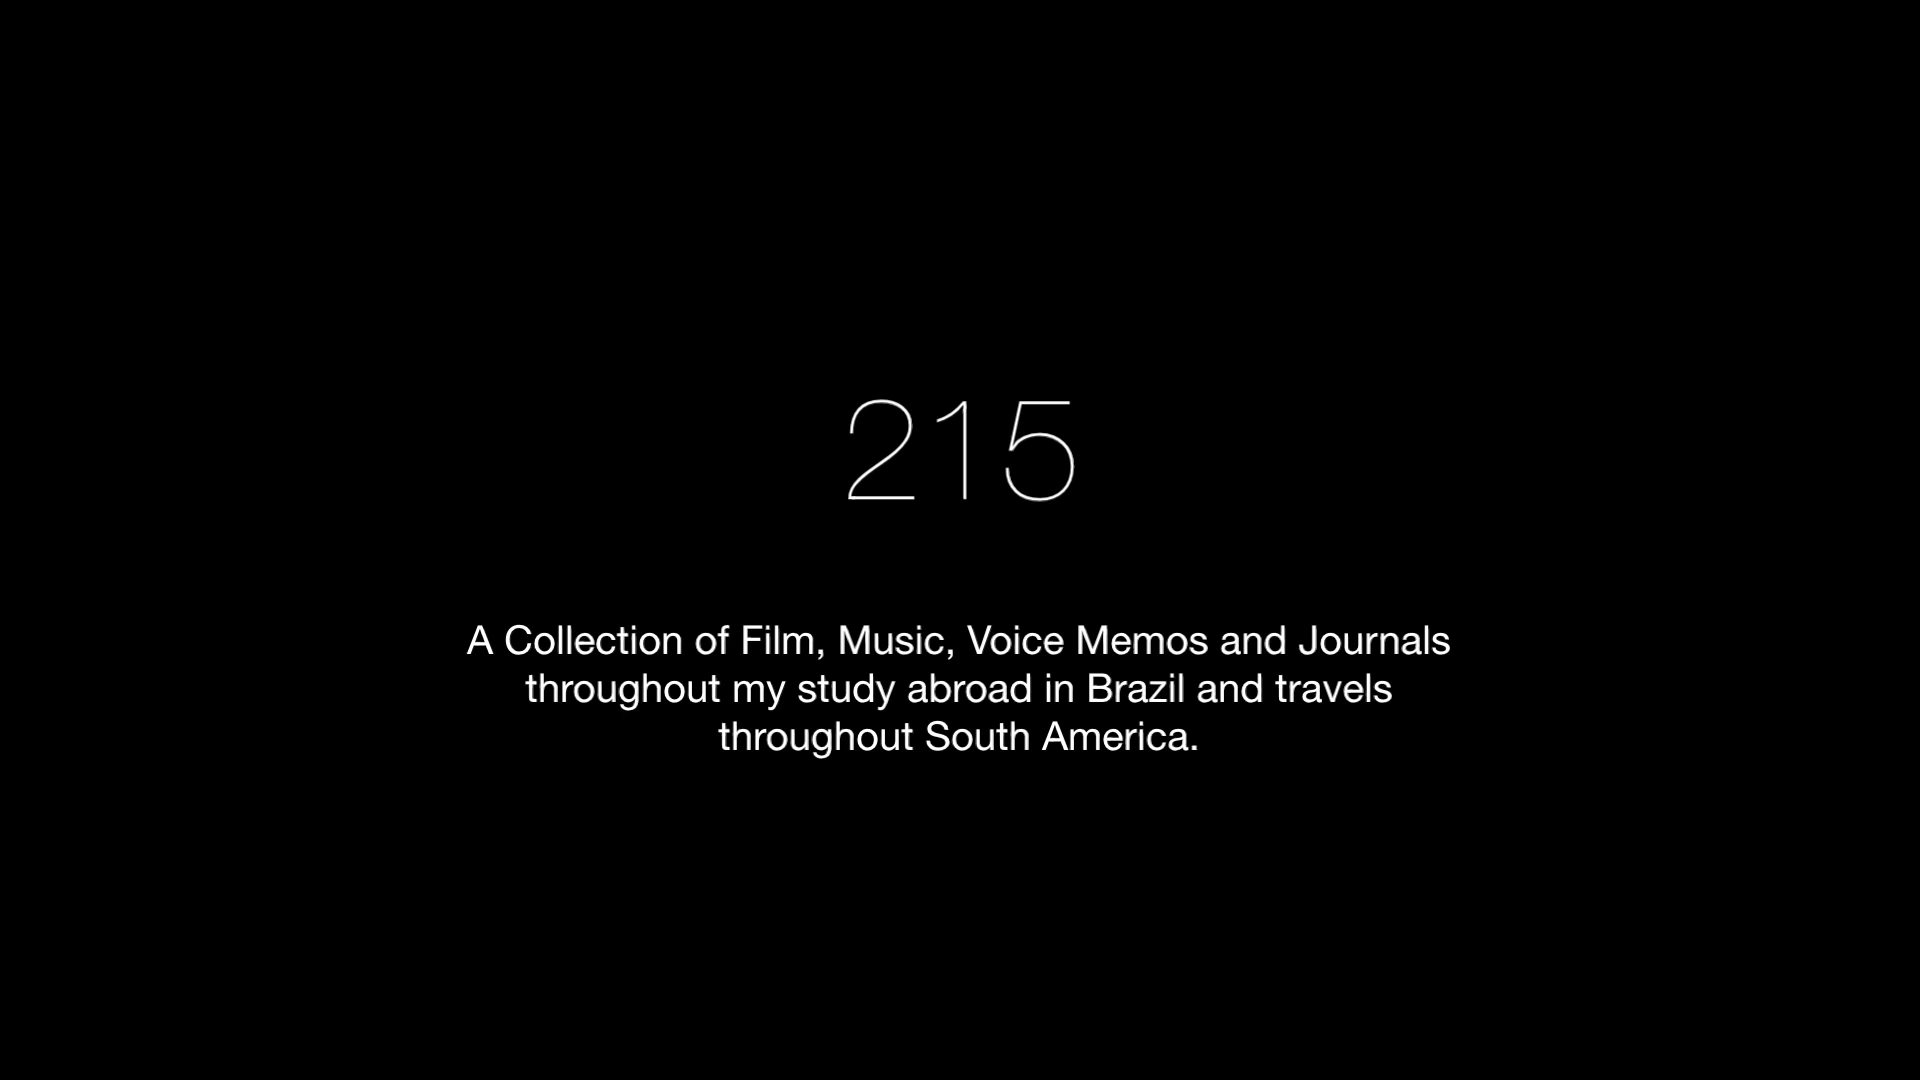 215
A Collection of Film, Music, Voice Memos and Journals
throughout my study abroad in Brazil and travels
throughout South America.